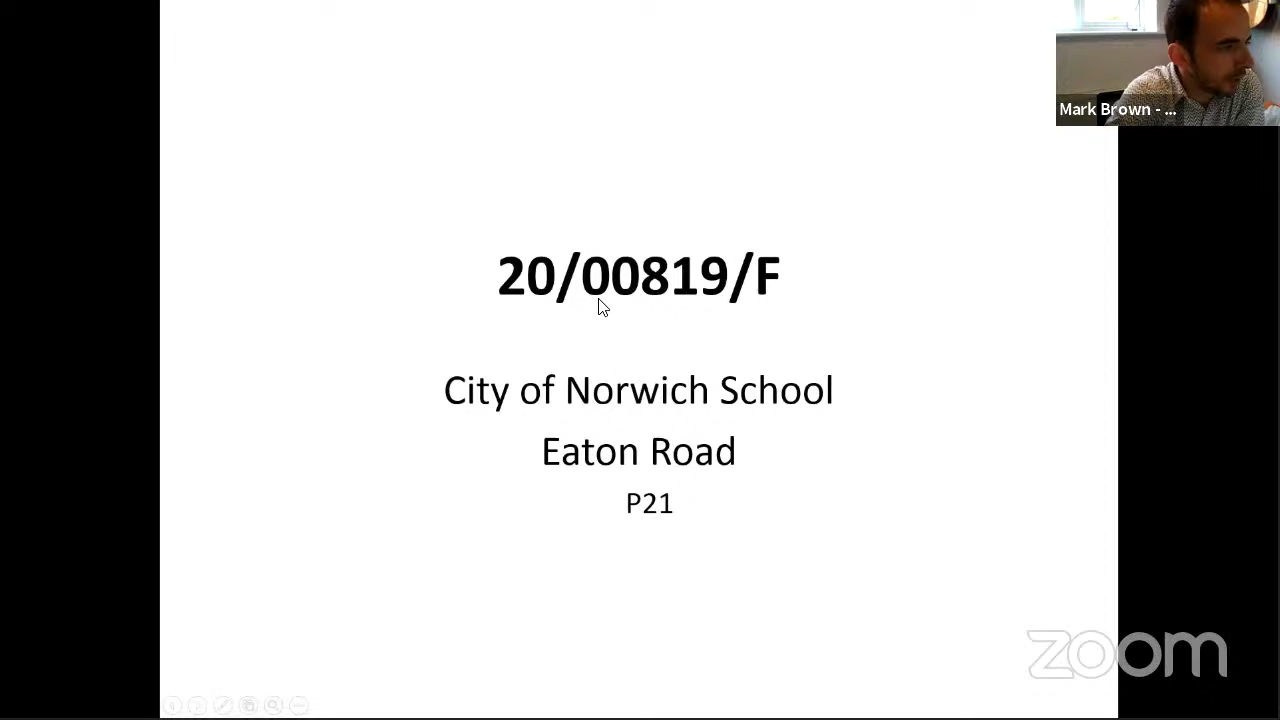 Mark Brown - ...
20/00819/F
City of Norwich School
Eaton Road
P21
zoom